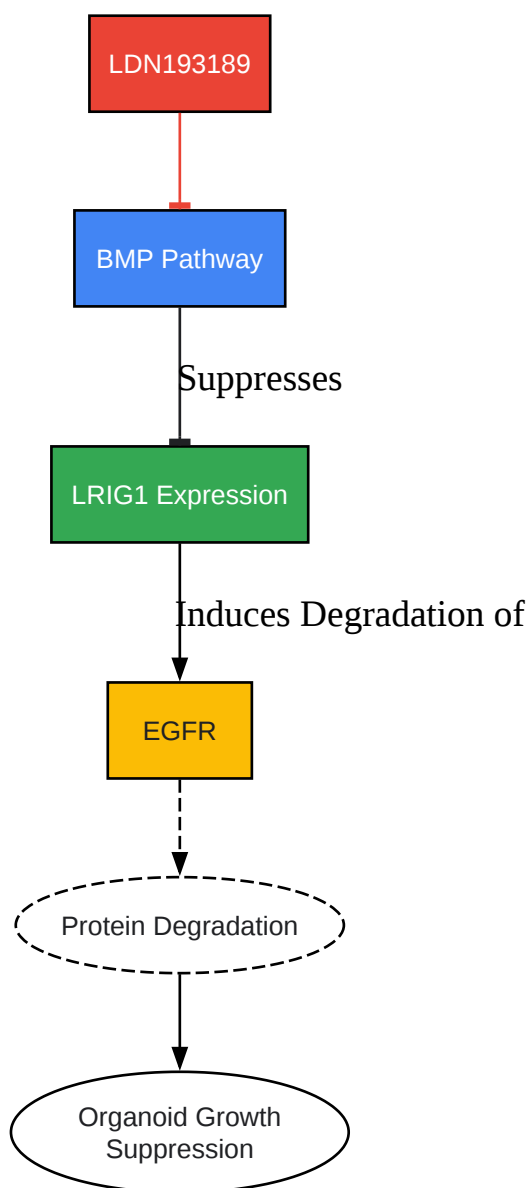 LDN193189
BMP Pathway
Suppresses
LRIG1 Expression
Induces Degradation of
EGFR
Protein Degradation
Organoid Growth
Suppression